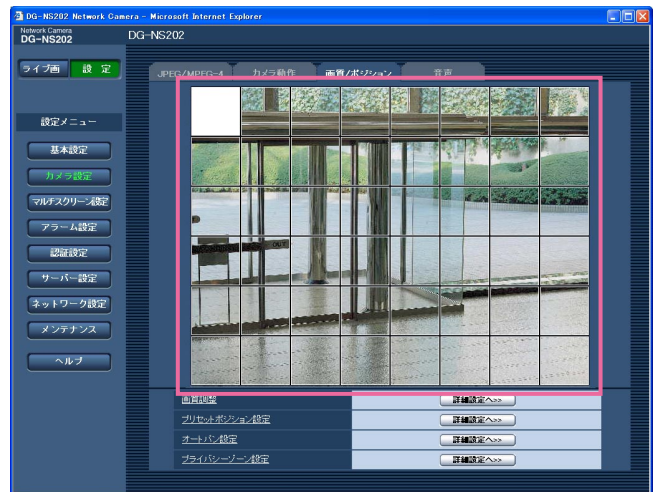 DG-NS202 Network Camera - Microsoft Internet Explorer
Network Camera
DG-NS202
DG-NS202
ライブ画 設 定
JPEG/MPEG-4 カメラ動作 画質/ポジション 音声
設定メニュー
基本設定
カメラ設定
マルチスクリーン設定
アラーム設定
認証設定
サーバー設定
ネットワーク設定
メンテナンス
ヘルプ
OUT
画質調整 詳細設定へ>>
プリセットポジション設定 詳細設定へ>>
オートパン設定 詳細設定へ>>
プライバシーゾーン設定 詳細設定へ>>